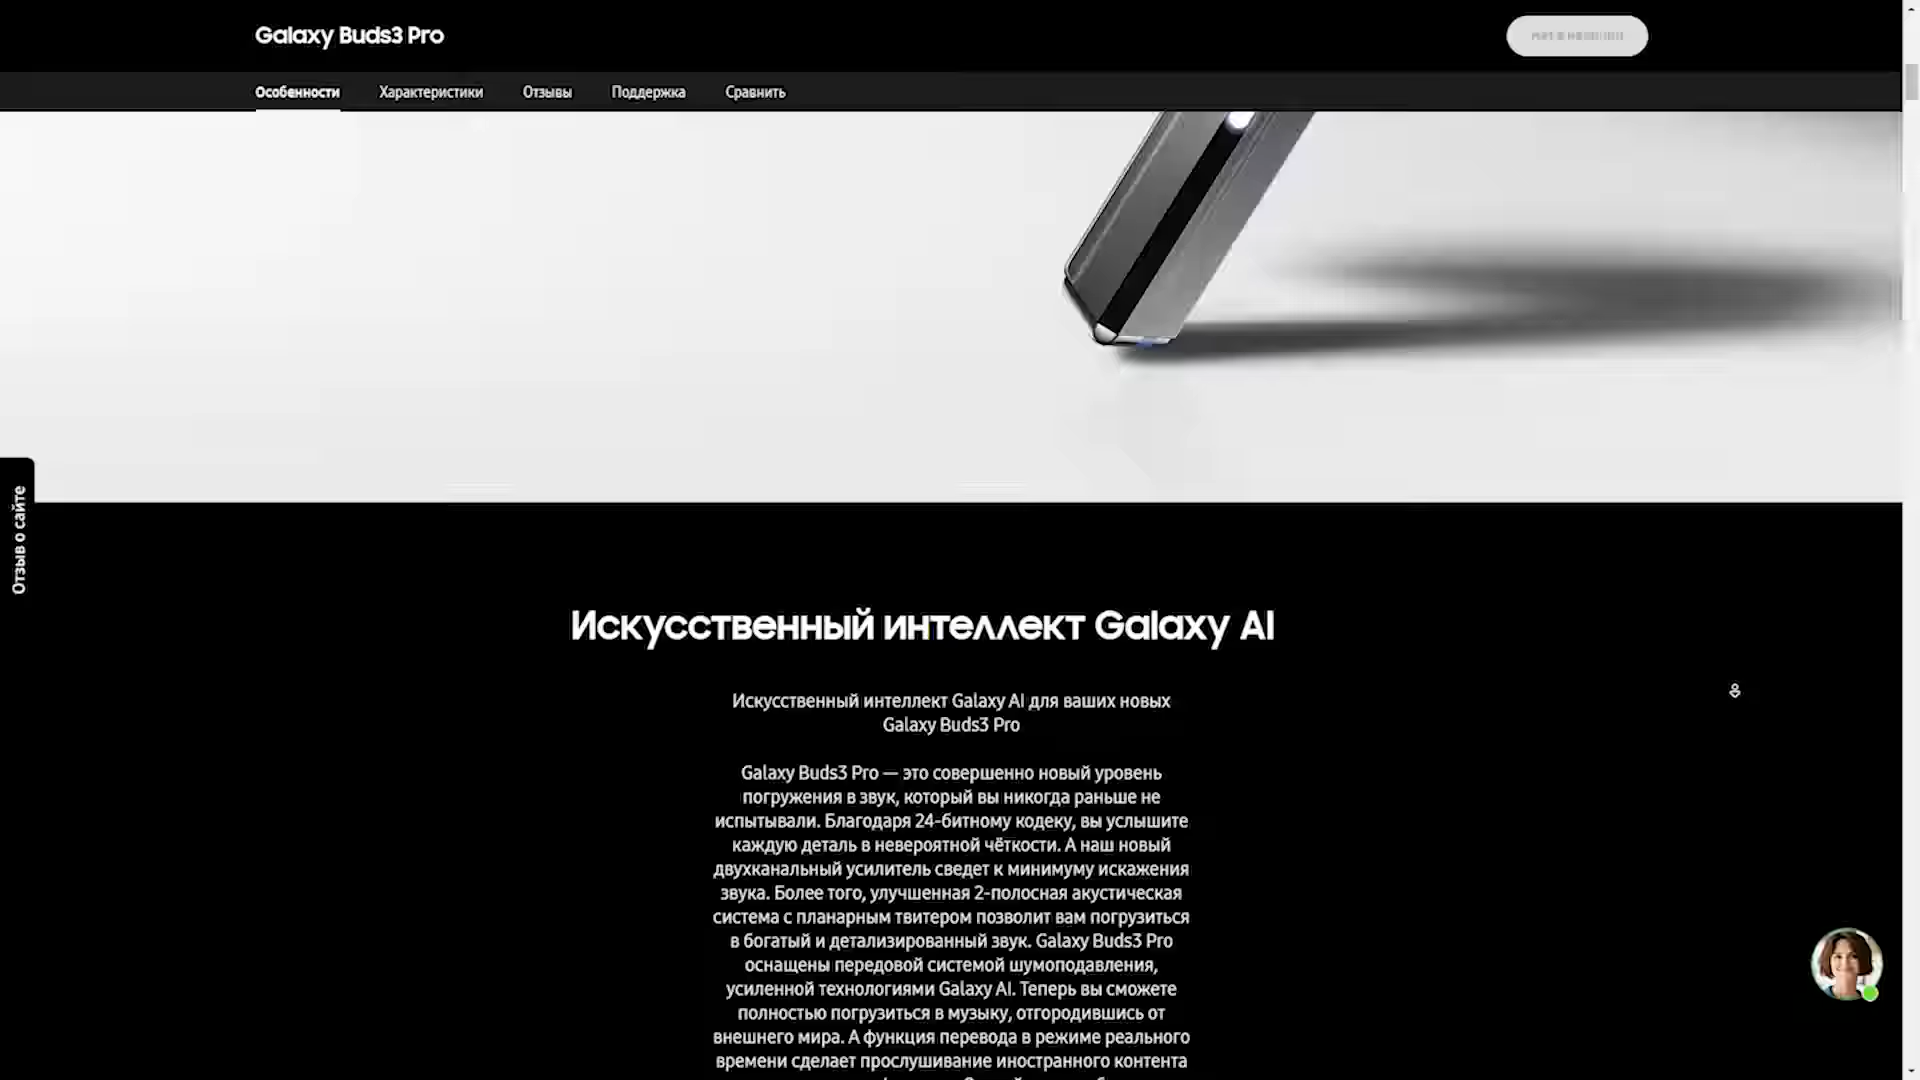 Galaxy Buds3 Pro
Особенности
Характеристики
Отзывы
Поддержка
Сравнить
Отзыв о сайте
Искусственный интеллект Galaxy AI
Искусственный интеллект Galaxy AI для ваших новых
Galaxy Buds3 Pro
Galaxy Buds3 Pro — это совершенно новый уровень
погружения в звук, который вы никогда раньше не
испытывали. Благодаря 24-битному кодеку, вы услышите
каждую деталь в невероятной чёткости. А наш новый
двухканальный усилитель сведет к минимуму искажения
звука. Более того, улучшенная 2-полосная акустическая
система с планарным твитером позволит вам погрузиться
в богатый и детализированный звук. Galaxy Buds3 Pro
оснащены передовой системой шумоподавления,
усиленной технологиями Galaxy AI. Теперь вы сможете
полностью погрузиться в музыку, отгородившись от
внешнего мира. А функция перевода в режиме реального
времени сделает прослушивание иностранного контента